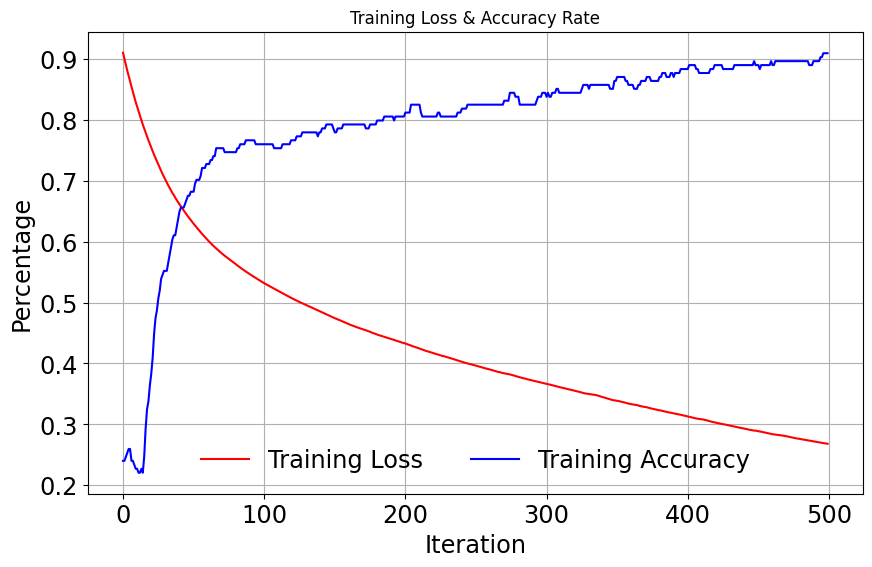 Training Loss & Accuracy Rate
Percentage
0.9
0.8
0.7
0.6
0.5
0.4
0.3
0.2
Training Loss
Training Accuracy
0
100
200
300
400
500
Iteration